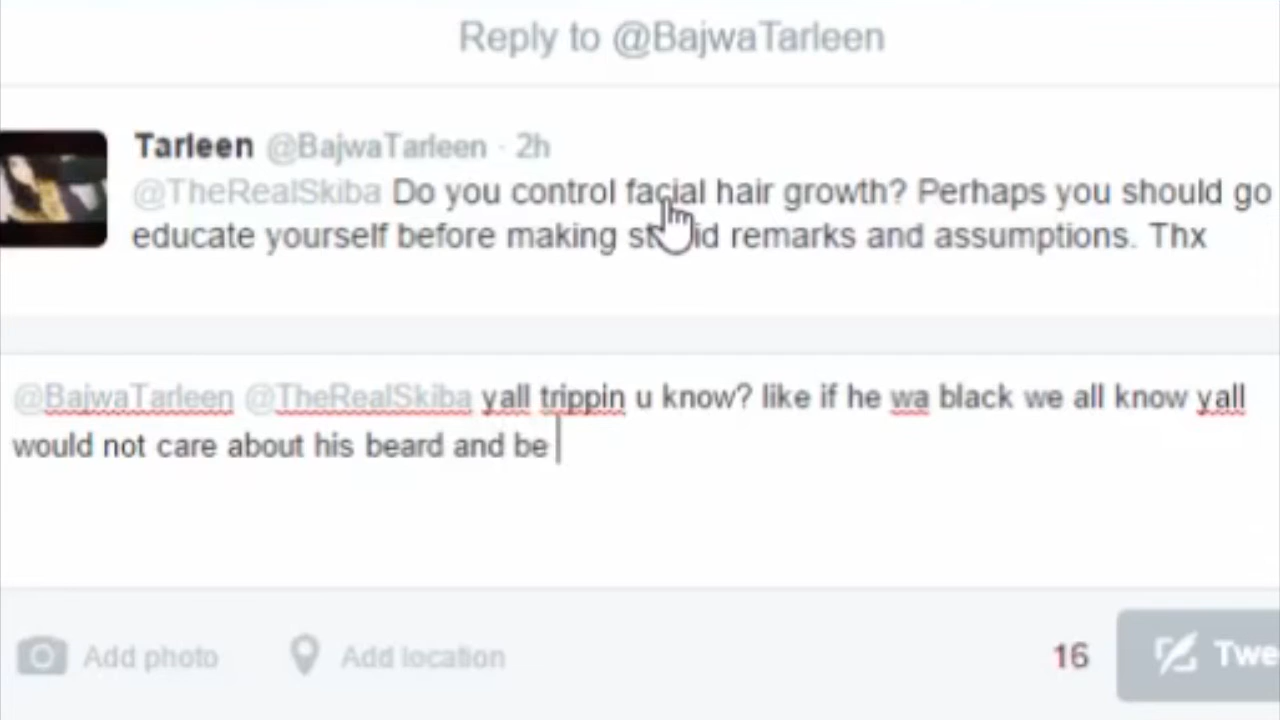 Reply to @BajwaTarleen
Tarleen @BajwaTarleen · 2h
@TheRealSkiba Do you control facial hair growth? Perhaps you should go
educate yourself before making stupid remarks and assumptions. Thx
@BajwaTarleen @TheRealSkiba yall trippin u know? like if he wa black we all know yall
would not care about his beard and be
Add photo Add location 16 Twe